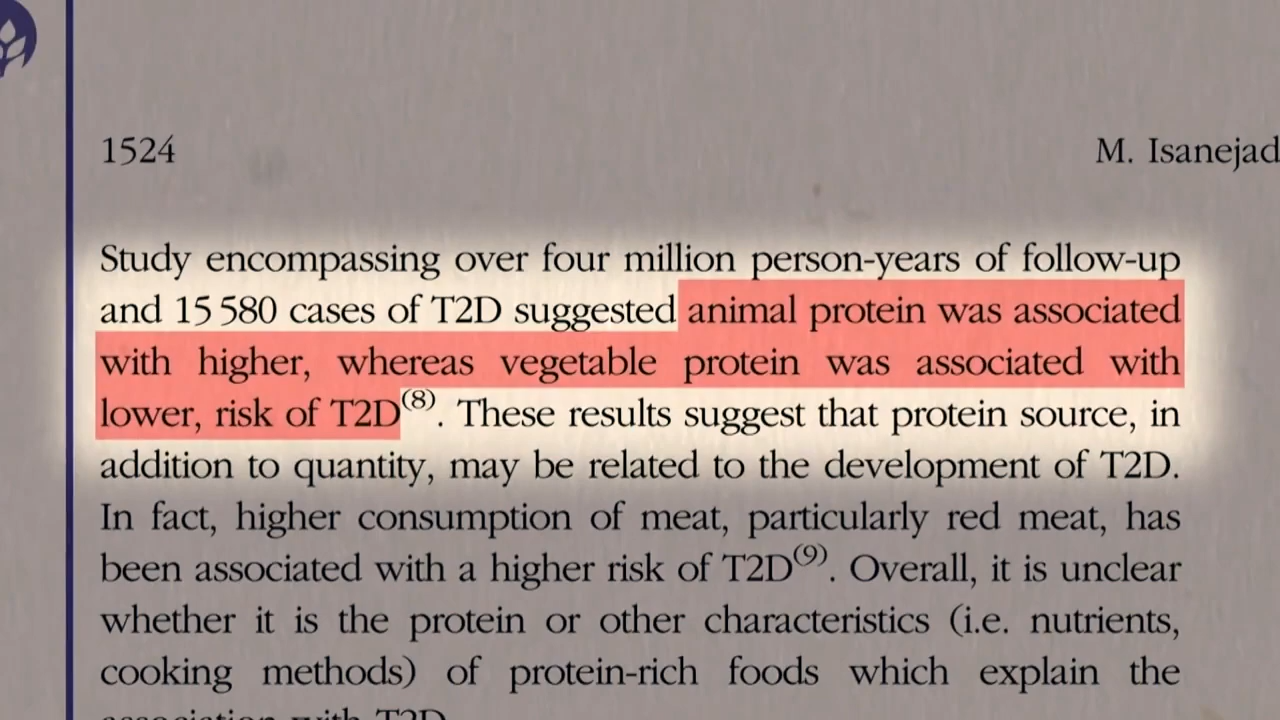 1524 M. Isanejad
Study encompassing over four million person-years of follow-up
and 15 580 cases of T2D suggested animal protein was associated
with higher, whereas vegetable protein was associated with
lower, risk of T2D(8). These results suggest that protein source, in
addition to quantity, may be related to the development of T2D.
In fact, higher consumption of meat, particularly red meat, has
been associated with a higher risk of T2D(9). Overall, it is unclear
whether it is the protein or other characteristics (i.e. nutrients,
cooking methods) of protein-rich foods which explain the
association with T2D